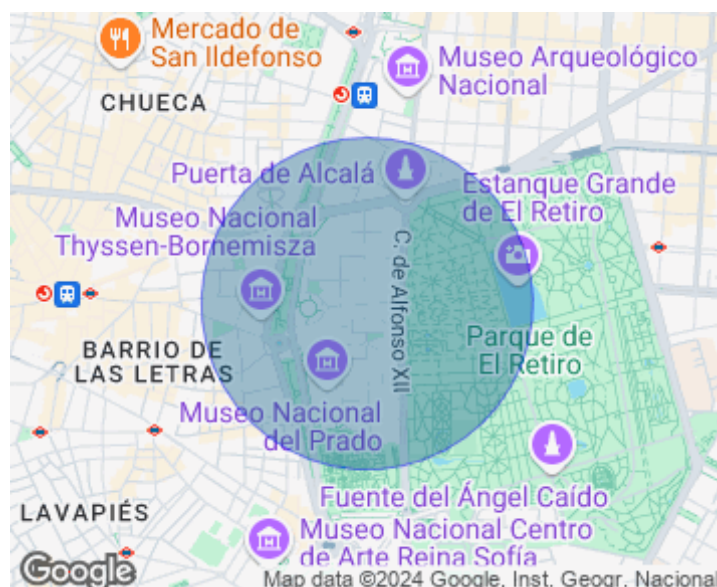 Mercado de
San Ildefonso
Museo Arqueológico
Nacional
CHUECA
Puerta de Alcalá
Estanque Grande
de El Retiro
Museo Nacional
Thyssen-Bornemisza
C. de Alfonso XII
Parque de
El Retiro
BARRIO DE
LAS LETRAS
Museo Nacional
del Prado
Fuente del Ángel Caído
LAVAPIÉS
Museo Nacional Centro
de Arte Reina Sofía
Google
Map data ©2024 Google, Inst. Geogr. Nacional